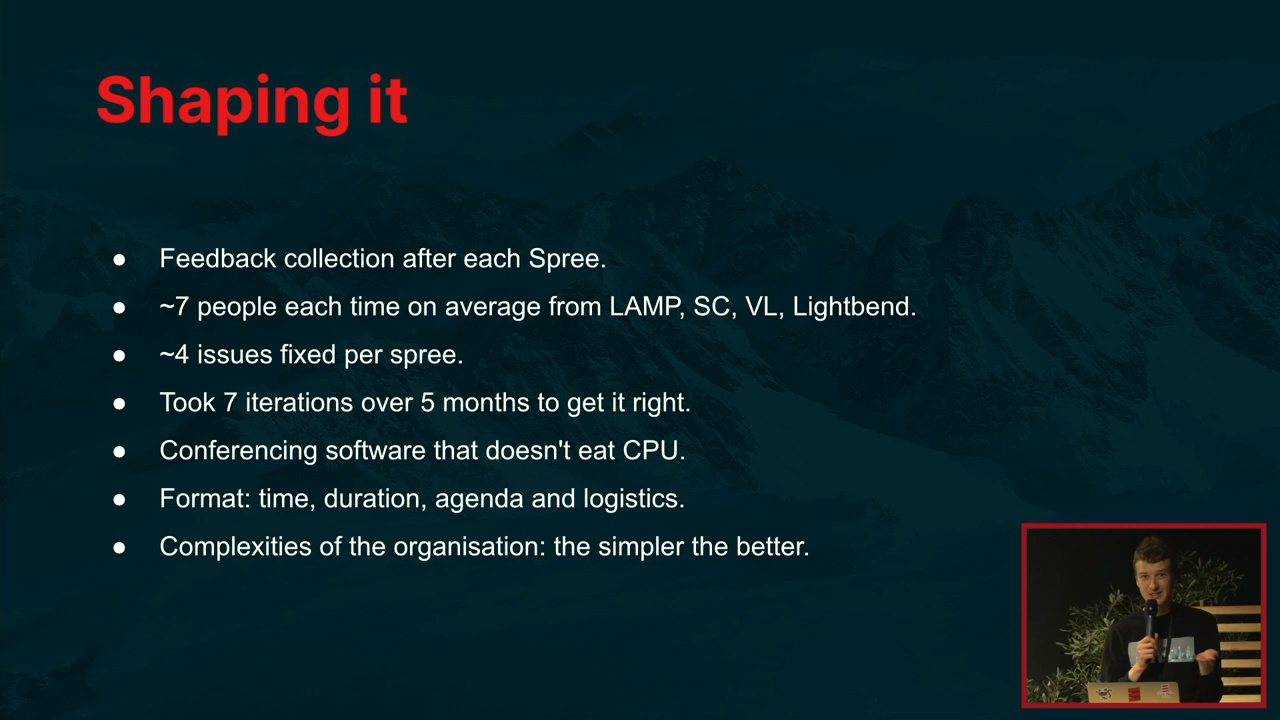 Shaping it
● Feedback collection after each Spree.
● ~7 people each time on average from LAMP, SC, VL, Lightbend.
● ~4 issues fixed per spree.
● Took 7 iterations over 5 months to get it right.
● Conferencing software that doesn't eat CPU.
● Format: time, duration, agenda and logistics.
● Complexities of the organisation: the simpler the better.